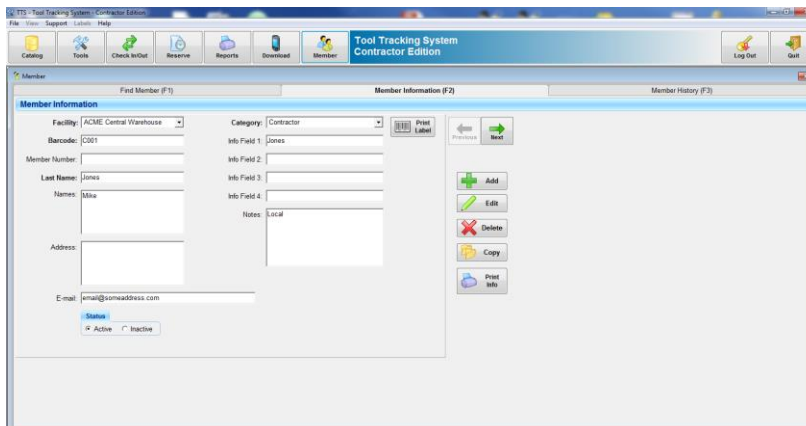 TTS - Tool Tracking System - Contractor Edition
File View Support Labels Help
Catalog Tools Check In/Out Reserve Reports Download Member Tool Tracking System Contractor Edition Log Out Quit
Member
Find Member (F1) Member Information (F2) Member History (F3)
Member Information
Facility: ACME Central Warehouse Category: Contractor Print Label
Barcode: C001 Info Field 1: Jones Previous Next
Member Number: Info Field 2:
Last Name: Jones Info Field 3: Add
Names: Mike Info Field 4: Edit
Notes: Local Delete
Address: Copy
Print Info
E-mail: email@someaddress.com
Status
Active Inactive